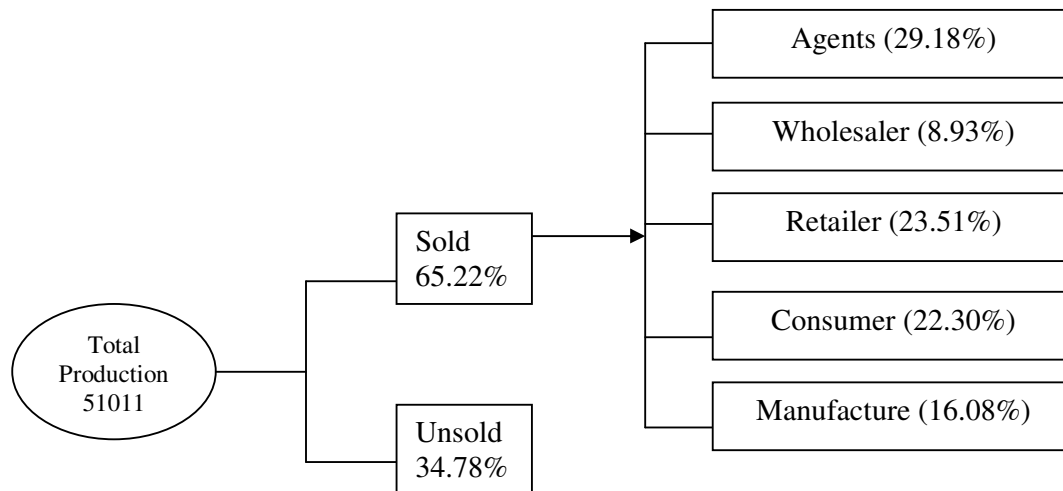 Total
Production
51011
Sold
65.22%
Unsold
34.78%
Agents (29.18%)
Wholesaler (8.93%)
Retailer (23.51%)
Consumer (22.30%)
Manufacture (16.08%)